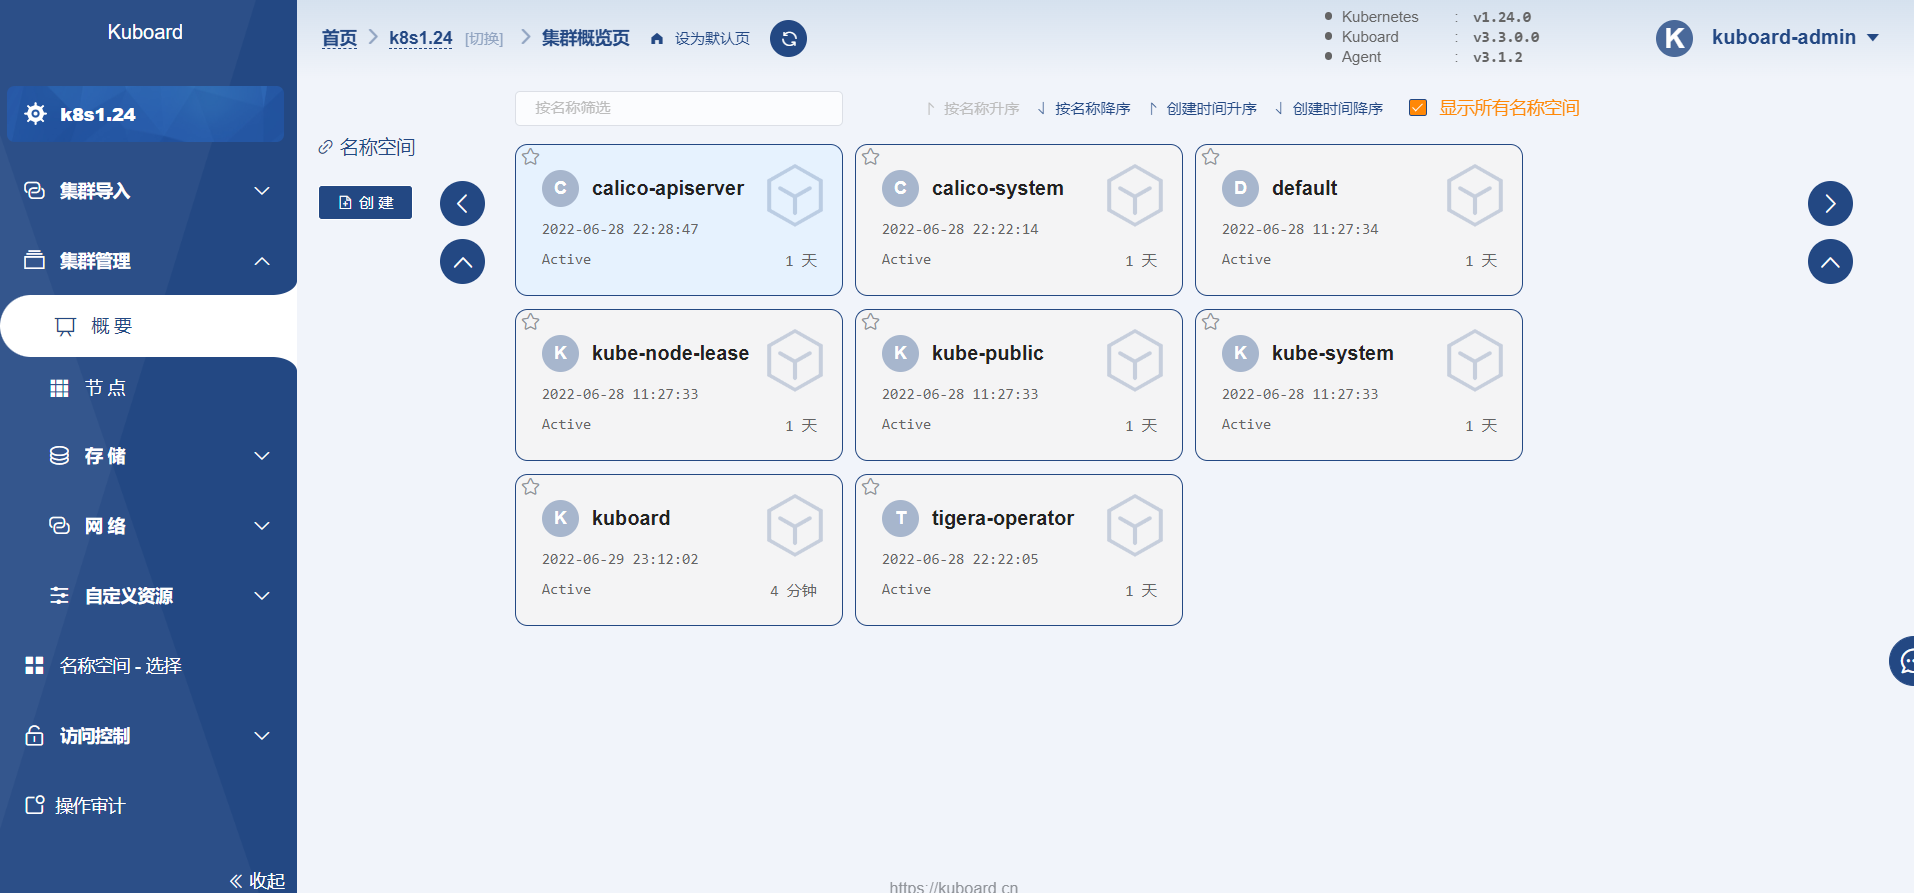 Kuboard
k8s1.24
集群导入
集群管理
概 要
节 点
存 储
网 络
自定义资源
名称空间 - 选择
访问控制
操作审计
收起
首页 k8s1.24 [切换] 集群概览页 设为默认页
Kubernetes : v1.24.0
Kuboard : v3.3.0.0
Agent : v3.1.2
K kuboard-admin
按名称筛选
按名称升序 按名称降序 创建时间升序 创建时间降序 显示所有名称空间
名称空间
创 建
C calico-apiserver
2022-06-28 22:28:47
Active 1 天
C calico-system
2022-06-28 22:22:14
Active 1 天
D default
2022-06-28 11:27:34
Active 1 天
K kube-node-lease
2022-06-28 11:27:33
Active 1 天
K kube-public
2022-06-28 11:27:33
Active 1 天
K kube-system
2022-06-28 11:27:33
Active 1 天
K kuboard
2022-06-29 23:12:02
Active 4 分钟
T tigera-operator
2022-06-28 22:22:05
Active 1 天
https://kuboard.cn